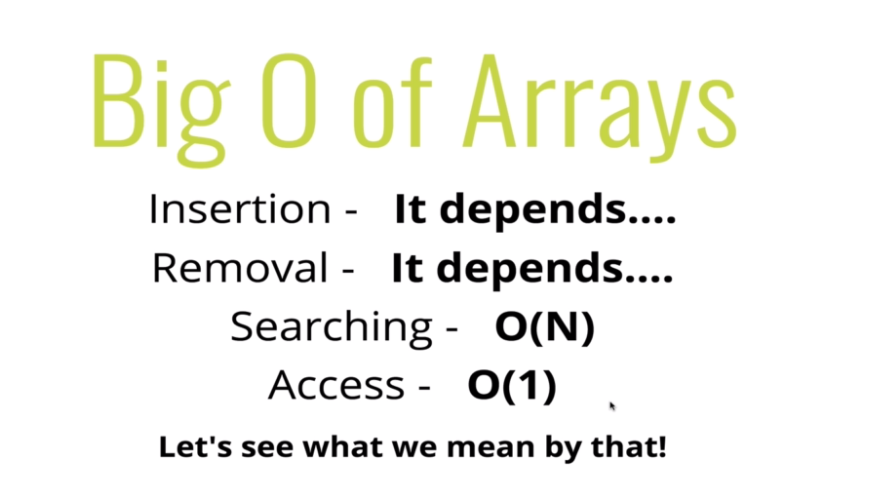 Big O of Arrays
Insertion - It depends....
Removal - It depends....
Searching - O(N)
Access - O(1)
Let's see what we mean by that!